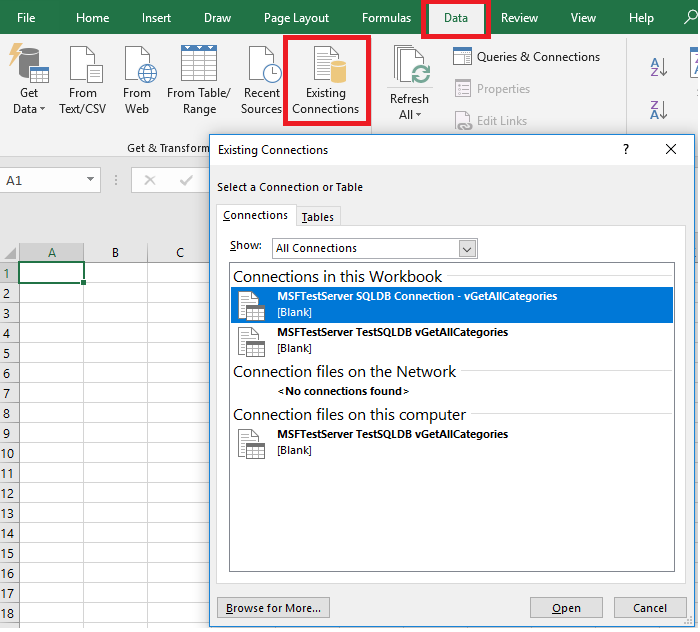 File Home Insert Draw Page Layout Formulas Data Review View Help
Get Data
From Text/CSV
From Web
From Table/ Range
Recent Sources
Existing Connections
Refresh All
Queries & Connections
Properties
Edit Links
A Z
Z A
Get & Transform
A1
A B C
1
2
3
4
5
6
7
8
9
10
11
12
13
14
15
16
17
18
Existing Connections ?
Select a Connection or Table
Connections Tables
Show: All Connections
Connections in this Workbook
MSFTestServer SQLDB Connection - vGetAllCategories
[Blank]
MSFTestServer TestSQLDB vGetAllCategories
[Blank]
Connection files on the Network
<No connections found>
Connection files on this computer
MSFTestServer TestSQLDB vGetAllCategories
[Blank]
Browse for More... Open Cancel